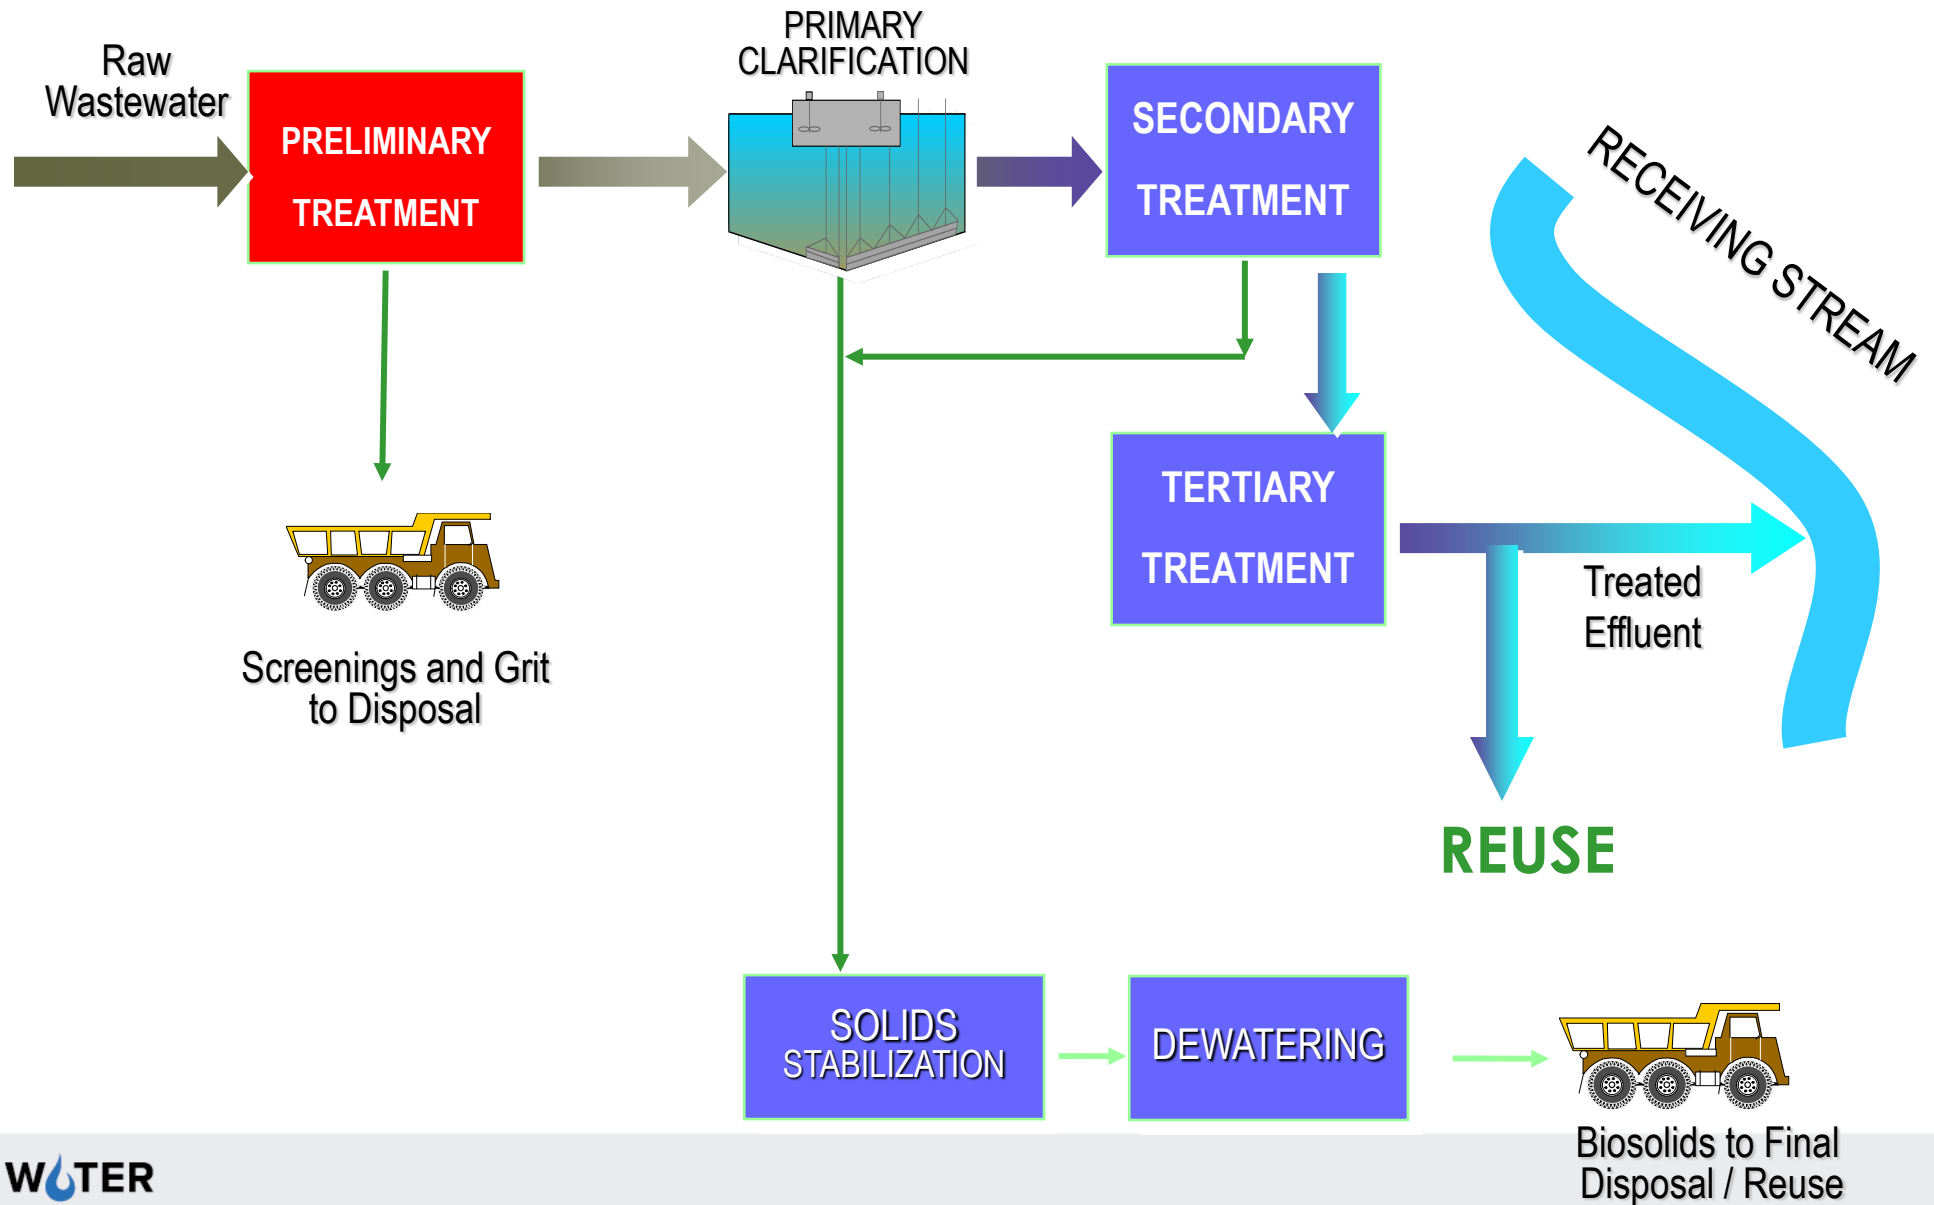 Raw
Wastewater
PRELIMINARY
TREATMENT
PRIMARY
CLARIFICATION
SECONDARY
TREATMENT
RECEIVING STREAM
TERTIARY
TREATMENT
Treated
Effluent
Screenings and Grit
to Disposal
REUSE
SOLIDS
STABILIZATION
DEWATERING
Biosolids to Final
Disposal / Reuse
WATER